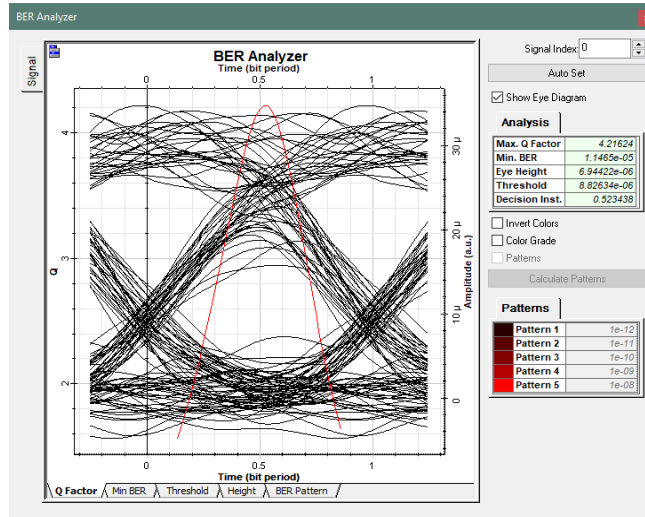 BER Analyzer
Signal
BER Analyzer
Time (bit period)
0 0.5 1
4
3
2
Q
30 µ
20 µ
10 µ
0
Amplitude (a.u.)
0 0.5 1
Time (bit period)
Q Factor Min BER Threshold Height BER Pattern
Signal Index: 0
Auto Set
Show Eye Diagram
Analysis
Max. Q Factor 4.21624
Min. BER 1.1465e-05
Eye Height 6.94422e-06
Threshold 8.82634e-06
Decision Inst. 0.523438
Invert Colors
Color Grade
Patterns
Calculate Patterns
Patterns
Pattern 1 1e-12
Pattern 2 1e-11
Pattern 3 1e-10
Pattern 4 1e-09
Pattern 5 1e-08